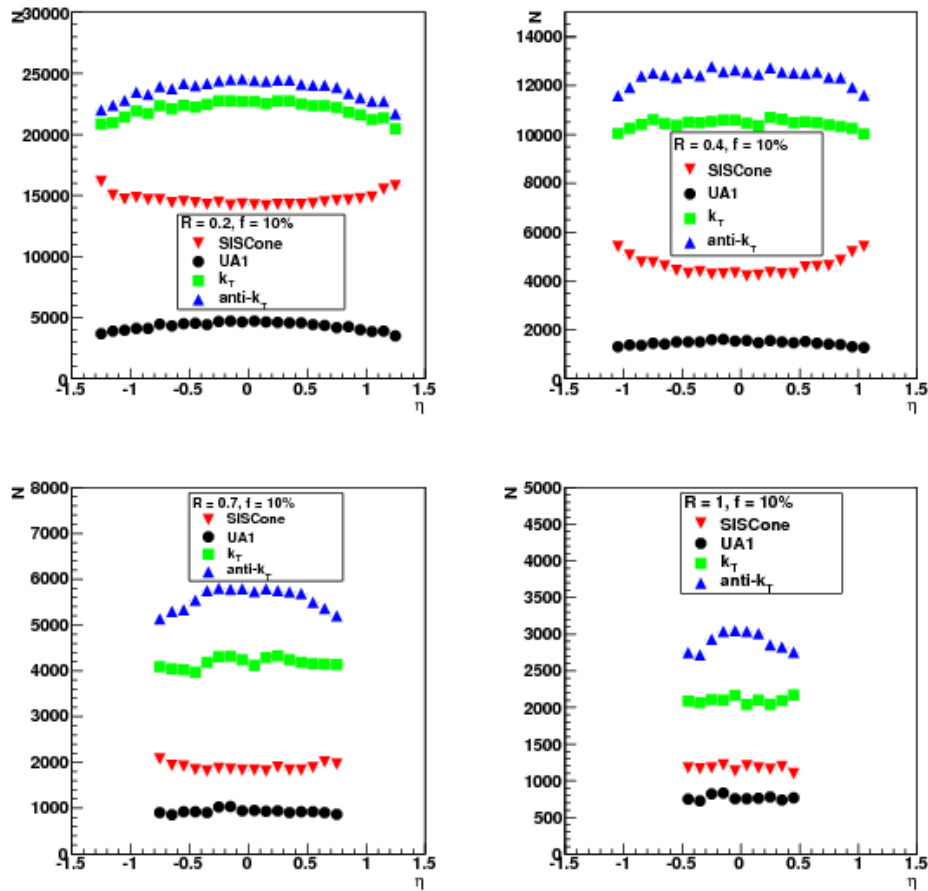 N
30000
25000
20000
15000
10000
5000
0
R = 0.2, f = 10%
SISCone
UA1
k_T
anti-k_T
-1.5 -1 -0.5 0 0.5 1 1.5
η
N
14000
12000
10000
8000
6000
4000
2000
0
R = 0.4, f = 10%
SISCone
UA1
k_T
anti-k_T
-1.5 -1 -0.5 0 0.5 1 1.5
η
N
8000
7000
6000
5000
4000
3000
2000
1000
0
R = 0.7, f = 10%
SISCone
UA1
k_T
anti-k_T
-1.5 -1 -0.5 0 0.5 1 1.5
η
N
5000
4500
4000
3500
3000
2500
2000
1500
1000
500
0
R = 1, f = 10%
SISCone
UA1
k_T
anti-k_T
-1.5 -1 -0.5 0 0.5 1 1.5
η